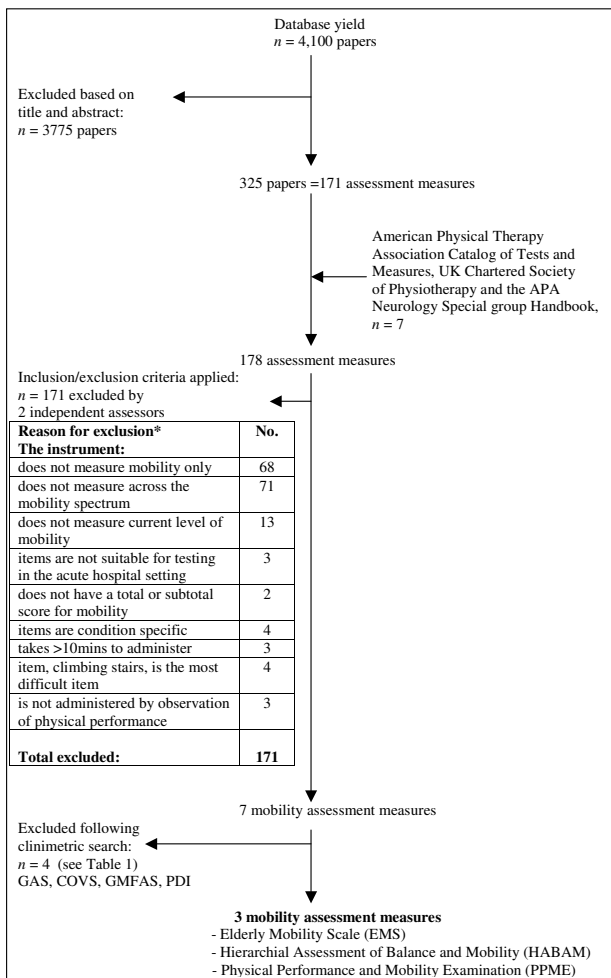 Database yield
n = 4,100 papers
Excluded based on
title and abstract:
n = 3775 papers
325 papers =171 assessment measures
American Physical Therapy
Association Catalog of Tests and
Measures, UK Chartered Society
of Physiotherapy and the APA
Neurology Special group Handbook,
n = 7
178 assessment measures
Inclusion/exclusion criteria applied:
n = 171 excluded by
2 independent assessors
Reason for exclusion* No.
The instrument:
does not measure mobility only 68
does not measure across the 71
mobility spectrum
does not measure current level of 13
mobility
items are not suitable for testing 3
in the acute hospital setting
does not have a total or subtotal 2
score for mobility
items are condition specific 4
takes >10mins to administer 3
item, climbing stairs, is the most 4
difficult item
is not administered by observation 3
of physical performance
Total excluded: 171
7 mobility assessment measures
Excluded following
clinimetric search:
n = 4 (see Table 1)
GAS, COVS, GMFAS, PDI
3 mobility assessment measures
- Elderly Mobility Scale (EMS)
- Hierarchial Assessment of Balance and Mobility (HABAM)
- Physical Performance and Mobility Examination (PPME)